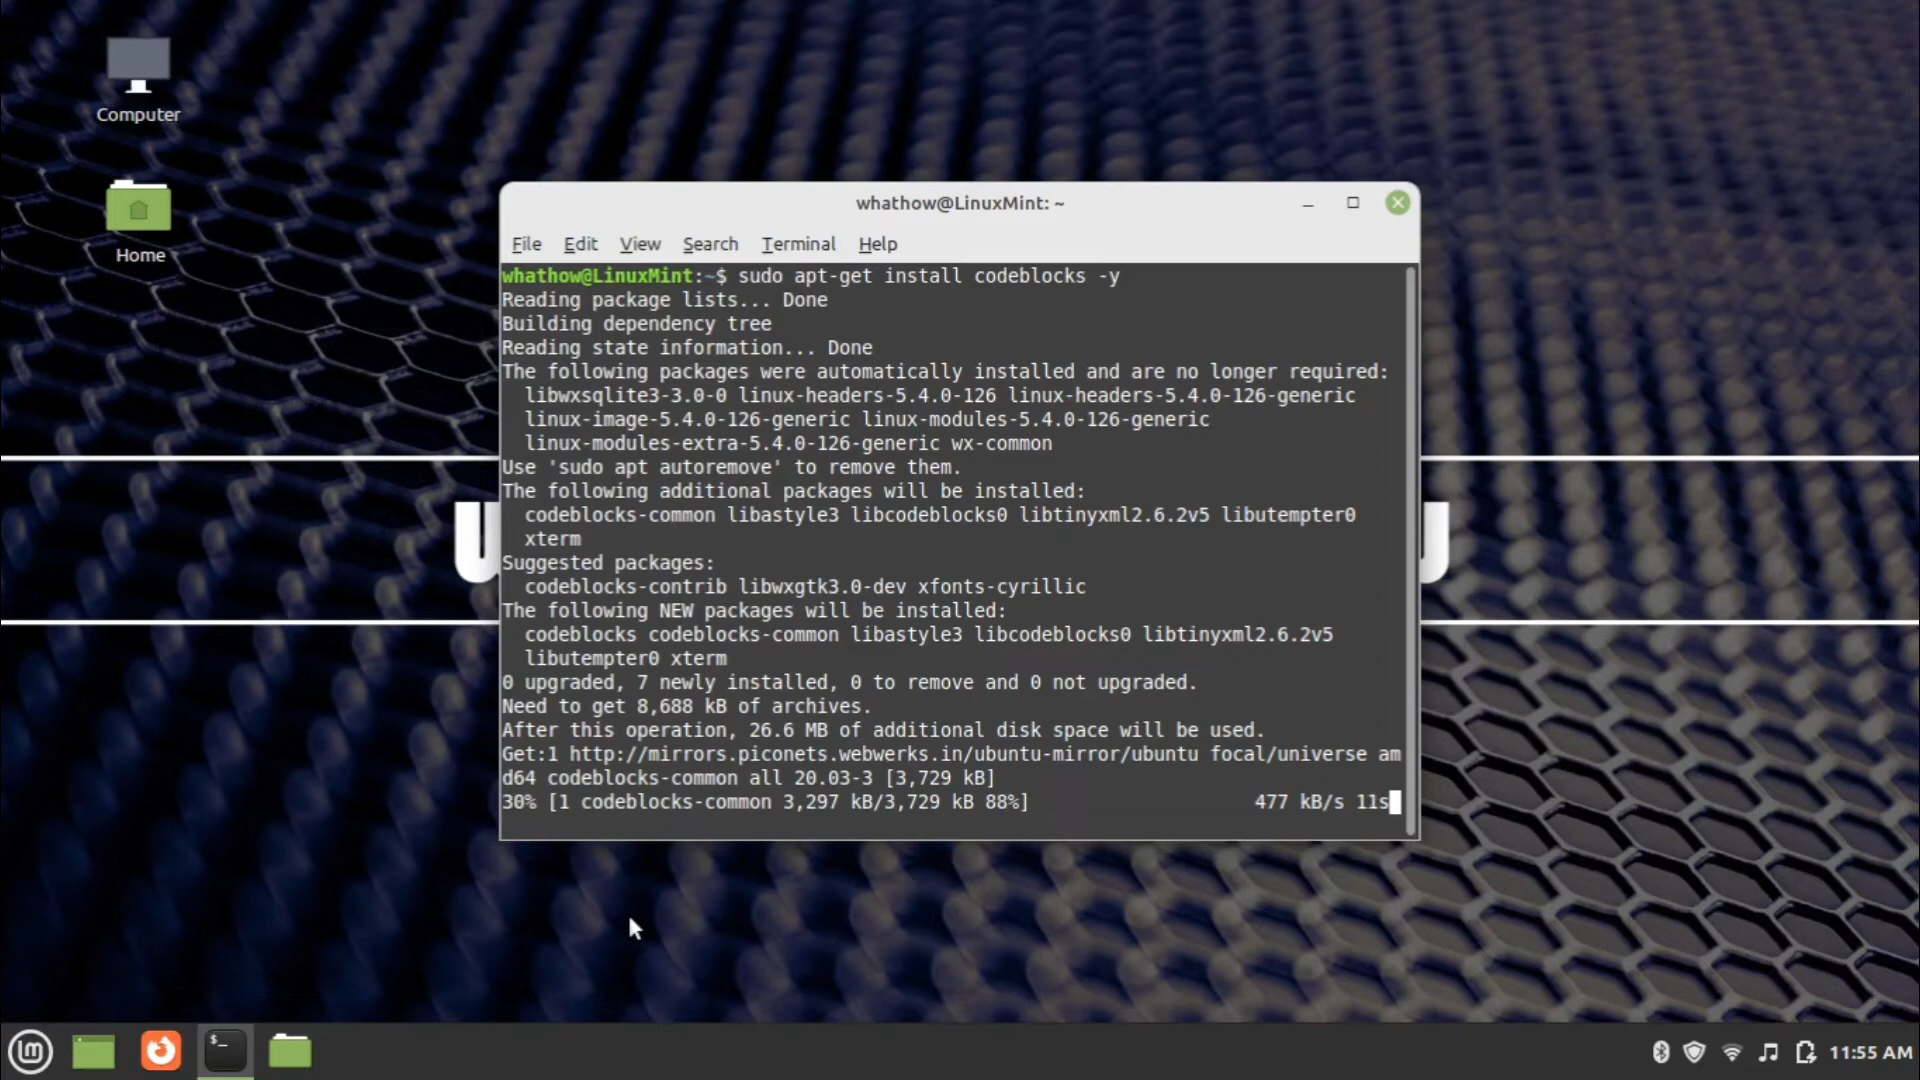 Computer
Home
whathow@LinuxMint: ~
File Edit View Search Terminal Help
whathow@LinuxMint:~$ sudo apt-get install codeblocks -y
Reading package lists... Done
Building dependency tree
Reading state information... Done
The following packages were automatically installed and are no longer required:
libwxsqlite3-3.0-0 linux-headers-5.4.0-126 linux-headers-5.4.0-126-generic
linux-image-5.4.0-126-generic linux-modules-5.4.0-126-generic
linux-modules-extra-5.4.0-126-generic wx-common
Use 'sudo apt autoremove' to remove them.
The following additional packages will be installed:
codeblocks-common libastyle3 libcodeblocks0 libtinyxml2.6.2v5 libutempter0
xterm
Suggested packages:
codeblocks-contrib libwxgtk3.0-dev xfonts-cyrillic
The following NEW packages will be installed:
codeblocks codeblocks-common libastyle3 libcodeblocks0 libtinyxml2.6.2v5
libutempter0 xterm
0 upgraded, 7 newly installed, 0 to remove and 0 not upgraded.
Need to get 8,688 kB of archives.
After this operation, 26.6 MB of additional disk space will be used.
Get:1 http://mirrors.piconets.webwerks.in/ubuntu-mirror/ubuntu focal/universe am
d64 codeblocks-common all 20.03-3 [3,729 kB]
30% [1 codeblocks-common 3,297 kB/3,729 kB 88%] 477 kB/s 11s
$_
11:55 AM